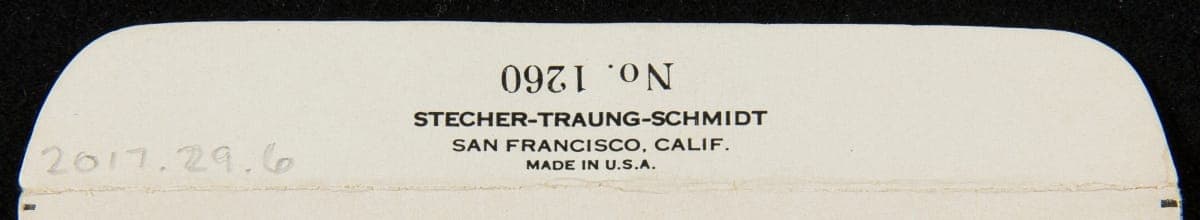 No. 1260
STECHER-TRAUNG-SCHMIDT
SAN FRANCISCO, CALIF.
MADE IN U.S.A.
2017.29.6